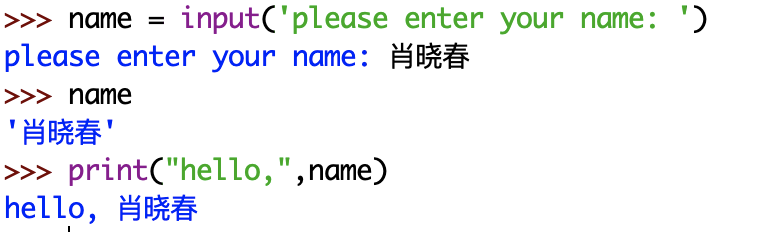 >>> name = input('please enter your name: ')
please enter your name: 肖晓春
>>> name
'肖晓春'
>>> print("hello,",name)
hello, 肖晓春